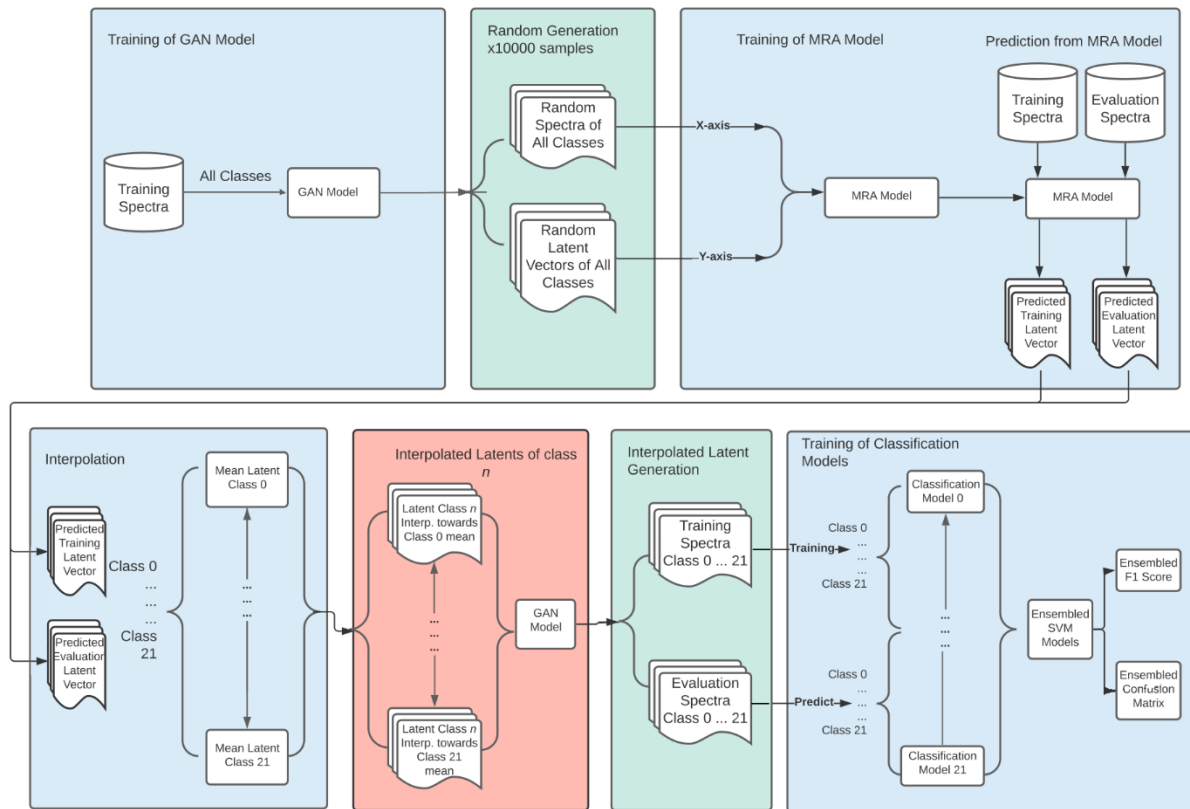 Training of GAN Model
Training
Spectra
All Classes
GAN Model
Random Generation
x10000 samples
Random
Spectra of
All Classes
Random
Latent
Vectors of All
Classes
Training of MRA Model
X-axis
Y-axis
MRA Model
Prediction from MRA Model
Training
Spectra
Evaluation
Spectra
MRA Model
Predicted
Training
Latent
Vector
Predicted
Evaluation
Latent
Vector
Interpolation
Predicted
Training
Latent
Vector
Predicted
Evaluation
Latent
Vector
Class 0
...
...
Class
21
Mean Latent
Class 0
...
...
Mean Latent
Class 21
Interpolated Latents of class
n
Latent Class n
Interp. towards
Class 0 mean
...
...
Latent Class n
Interp. towards
Class 21
mean
GAN
Model
Interpolated Latent
Generation
Training
Spectra
Class 0 ... 21
Evaluation
Spectra
Class 0 ... 21
Training of Classification
Models
Training
Class 0
...
...
Class 21
Predict
Class 0
...
...
Class 21
Classification
Model 0
...
...
Classification
Model 21
Ensembled
SVM
Models
Ensembled
F1 Score
Ensembled
Confusion
Matrix